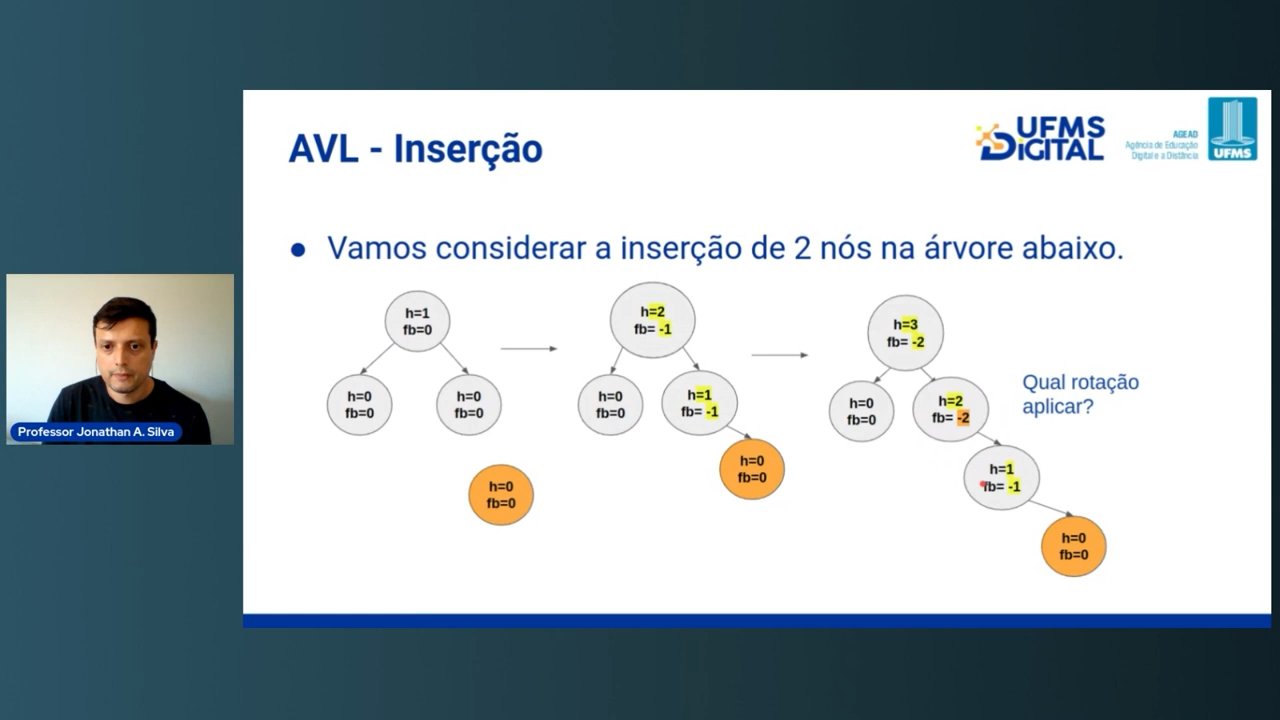 AVL - Inserção
UFMS
DIGITAL
AGEAD
Agência de Educação
Digital e a Distância
UFMS
● Vamos considerar a inserção de 2 nós na árvore abaixo.
h=1
fb=0
h=0
fb=0
h=0
fb=0
h=0
fb=0
h=2
fb= -1
h=0
fb=0
h=1
fb= -1
h=0
fb=0
h=3
fb= -2
h=0
fb=0
h=2
fb= -2
h=1
fb= -1
h=0
fb=0
Qual rotação
aplicar?
Professor Jonathan A. Silva